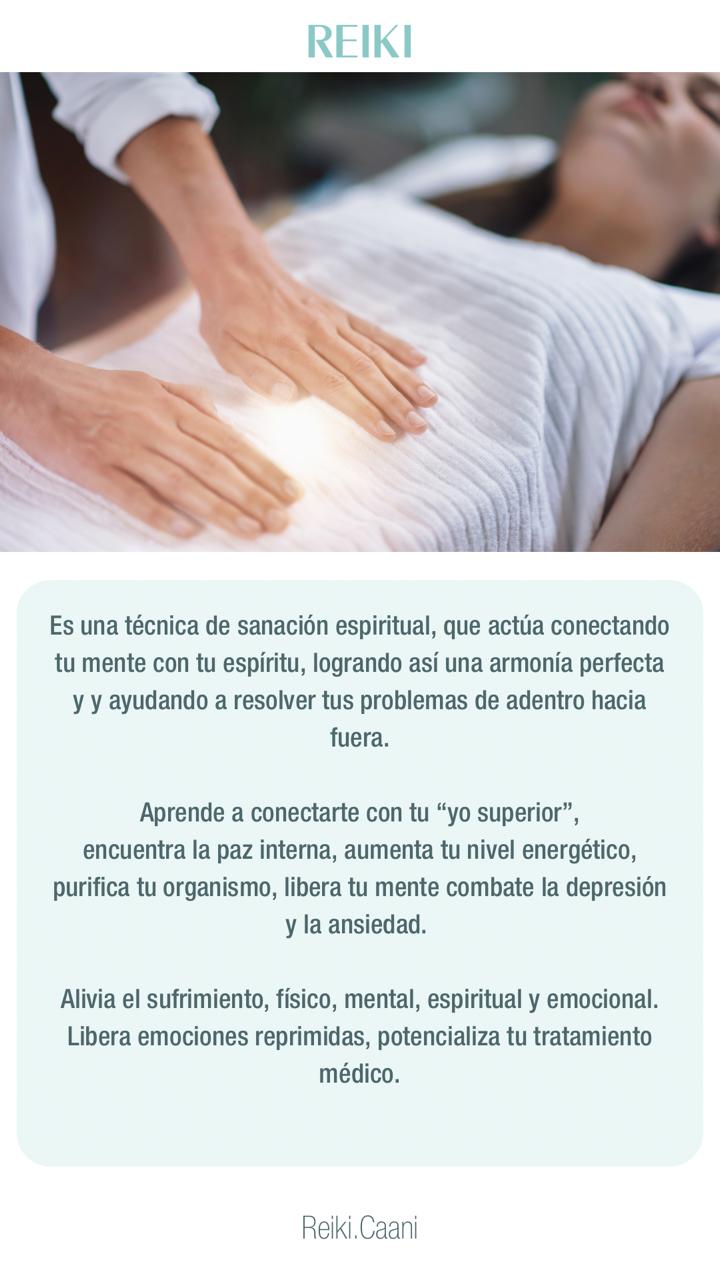 REIKI
Es una técnica de sanación espiritual, que actúa conectando
tu mente con tu espíritu, logrando así una armonía perfecta
y y ayudando a resolver tus problemas de adentro hacia
fuera.
Aprende a conectarte con tu “yo superior”,
encuentra la paz interna, aumenta tu nivel energético,
purifica tu organismo, libera tu mente combate la depresión
y la ansiedad.
Alivia el sufrimiento, físico, mental, espiritual y emocional.
Libera emociones reprimidas, potencializa tu tratamiento
médico.
Reiki.Caani